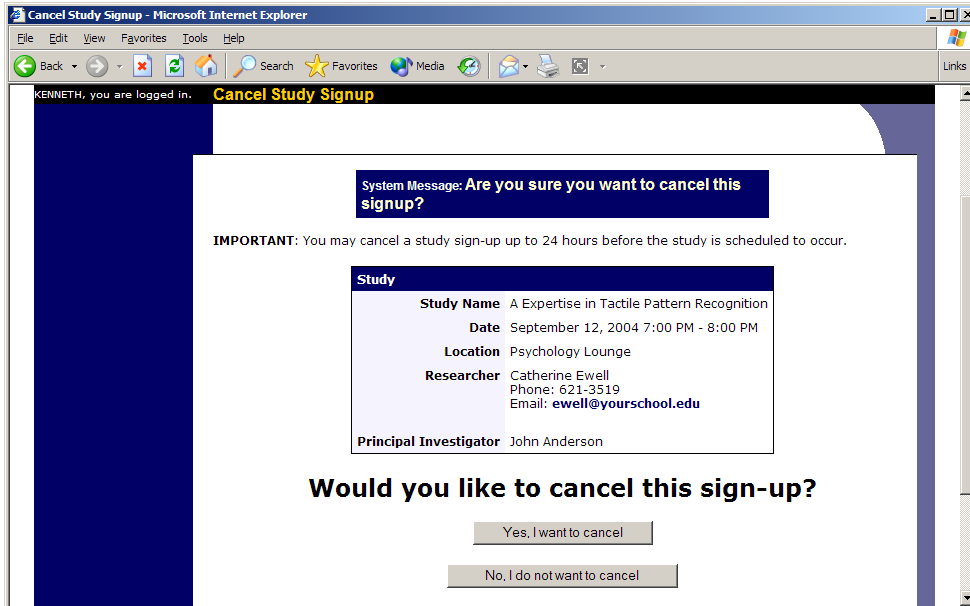 Cancel Study Signup - Microsoft Internet Explorer
File Edit View Favorites Tools Help
Back Search Favorites Media Links
KENNETH, you are logged in. Cancel Study Signup
System Message: Are you sure you want to cancel this
signup?
IMPORTANT: You may cancel a study sign-up up to 24 hours before the study is scheduled to occur.
Study
Study Name A Expertise in Tactile Pattern Recognition
Date September 12, 2004 7:00 PM - 8:00 PM
Location Psychology Lounge
Researcher Catherine Ewell
Phone: 621-3519
Email: ewell@yourschool.edu
Principal Investigator John Anderson
Would you like to cancel this sign-up?
Yes, I want to cancel
No, I do not want to cancel